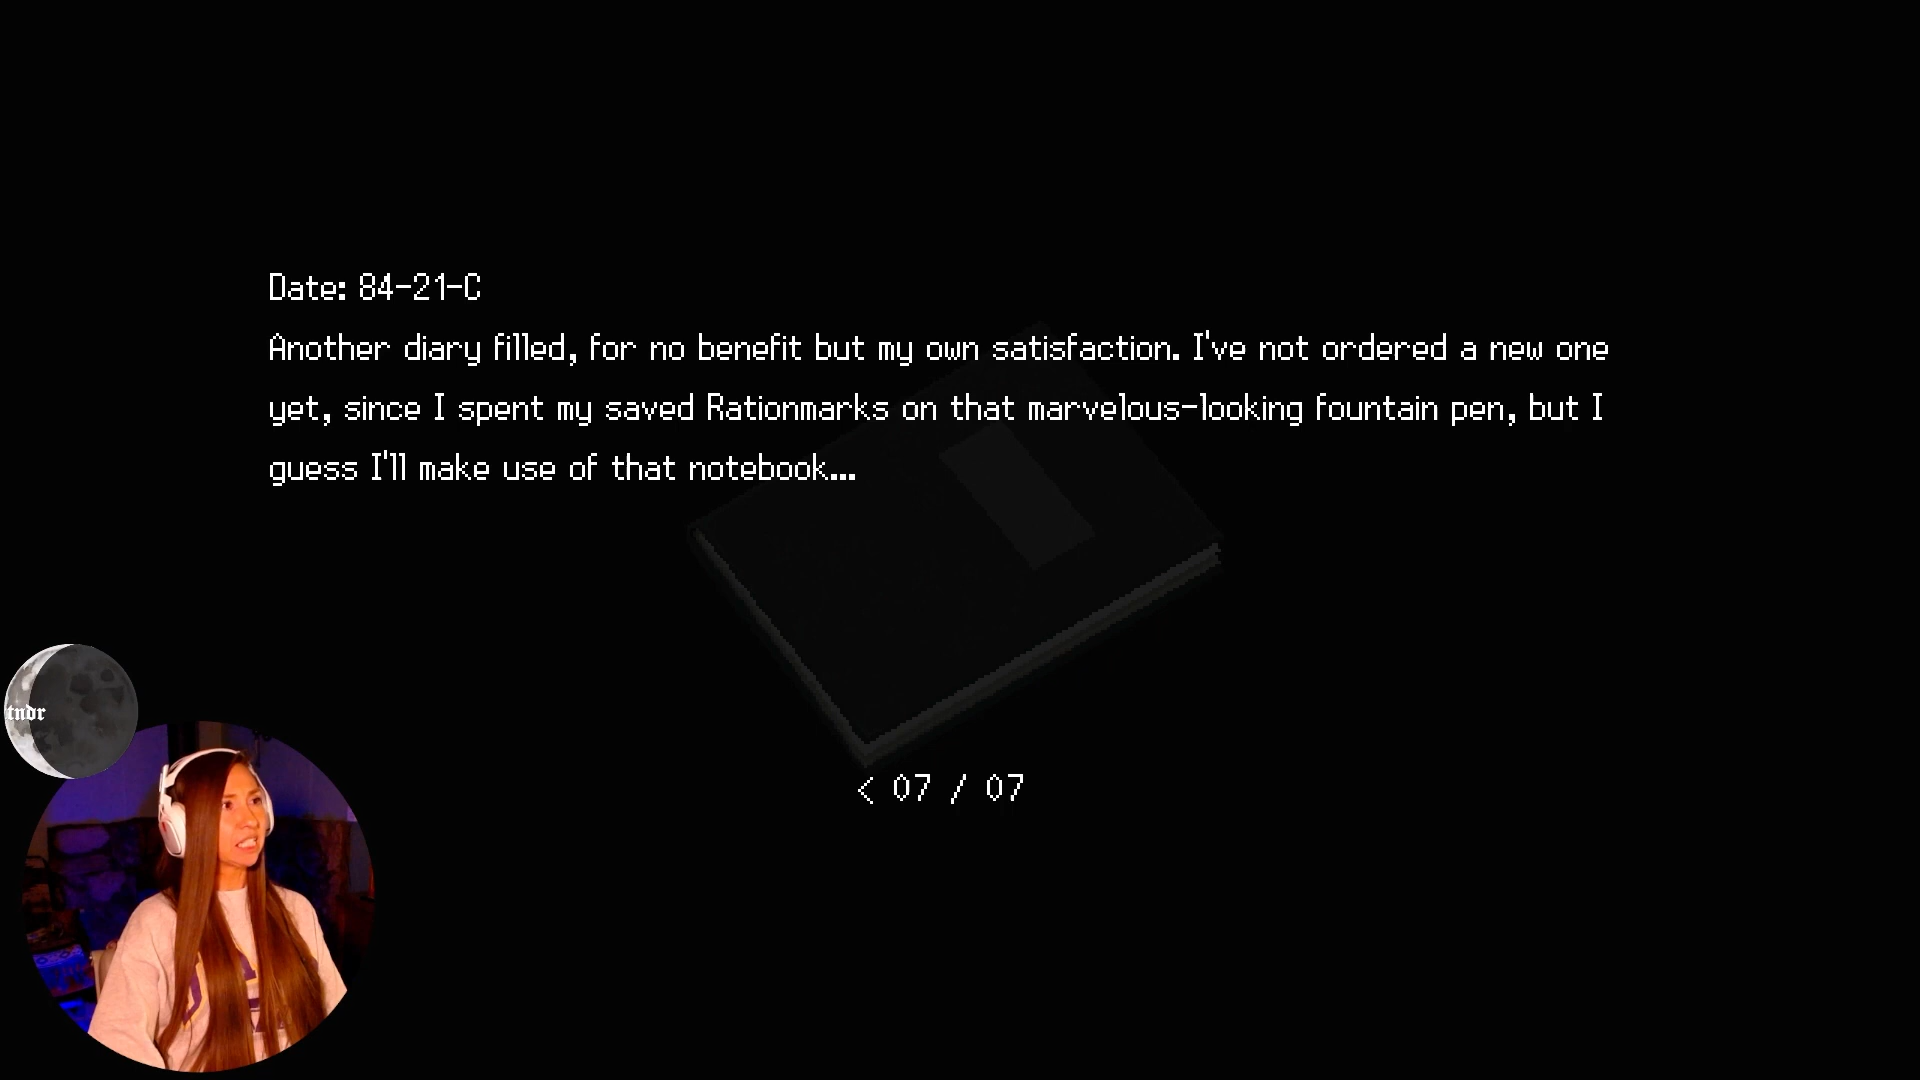 Date: 84-21-C
Another diary filled, for no benefit but my own satisfaction. I've not ordered a new one
yet, since I spent my saved Rationmarks on that marvelous-looking fountain pen, but I
guess I'll make use of that notebook...
tndr
< 07 / 07